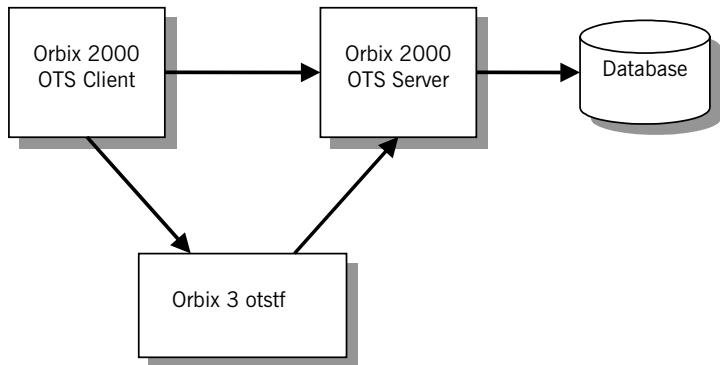 Orbix 2000
OTS Client
Orbix 2000
OTS Server
Database
Orbix 3 otstf